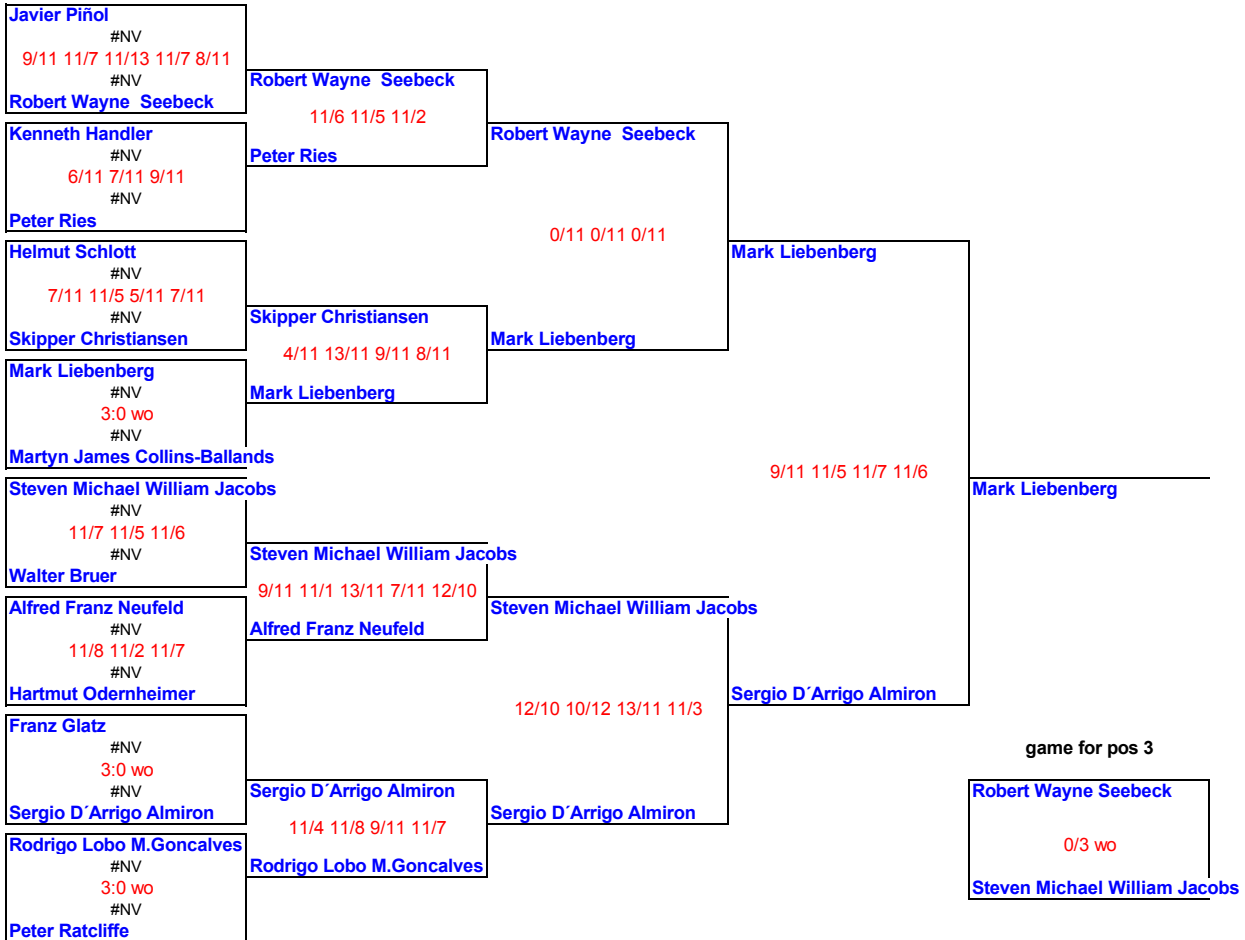 Javier Piñol
#NV
9/11 11/7 11/13 11/7 8/11
#NV
Robert Wayne  Seebeck
Kenneth Handler
#NV
6/11 7/11 9/11
#NV
Peter Ries
Helmut Schlott
#NV
7/11 11/5 5/11 7/11
#NV
Skipper Christiansen
Mark Liebenberg
#NV
3:0 wo
#NV
Martyn James Collins-Ballands
Steven Michael William Jacobs
#NV
11/7 11/5 11/6
#NV
Walter Bruer
Alfred Franz Neufeld
#NV
11/8 11/2 11/7
#NV
Hartmut Odernheimer
Franz Glatz
#NV
3:0 wo
#NV
Sergio D´Arrigo Almiron
Rodrigo Lobo M.Goncalves
#NV
3:0 wo
#NV
Peter Ratcliffe
Robert Wayne  Seebeck
11/6 11/5 11/2
Peter Ries
Skipper Christiansen
4/11 13/11 9/11 8/11
Mark Liebenberg
Steven Michael William Jacobs
9/11 11/1 13/11 7/11 12/10
Alfred Franz Neufeld
Sergio D´Arrigo Almiron
11/4 11/8 9/11 11/7
Rodrigo Lobo M.Goncalves
Robert Wayne  Seebeck
0/11 0/11 0/11
Mark Liebenberg
Steven Michael William Jacobs
12/10 10/12 13/11 11/3
Sergio D´Arrigo Almiron
Mark Liebenberg
9/11 11/5 11/7 11/6
Sergio D´Arrigo Almiron
Mark Liebenberg
game for pos 3
Robert Wayne Seebeck
0/3 wo
Steven Michael William Jacobs